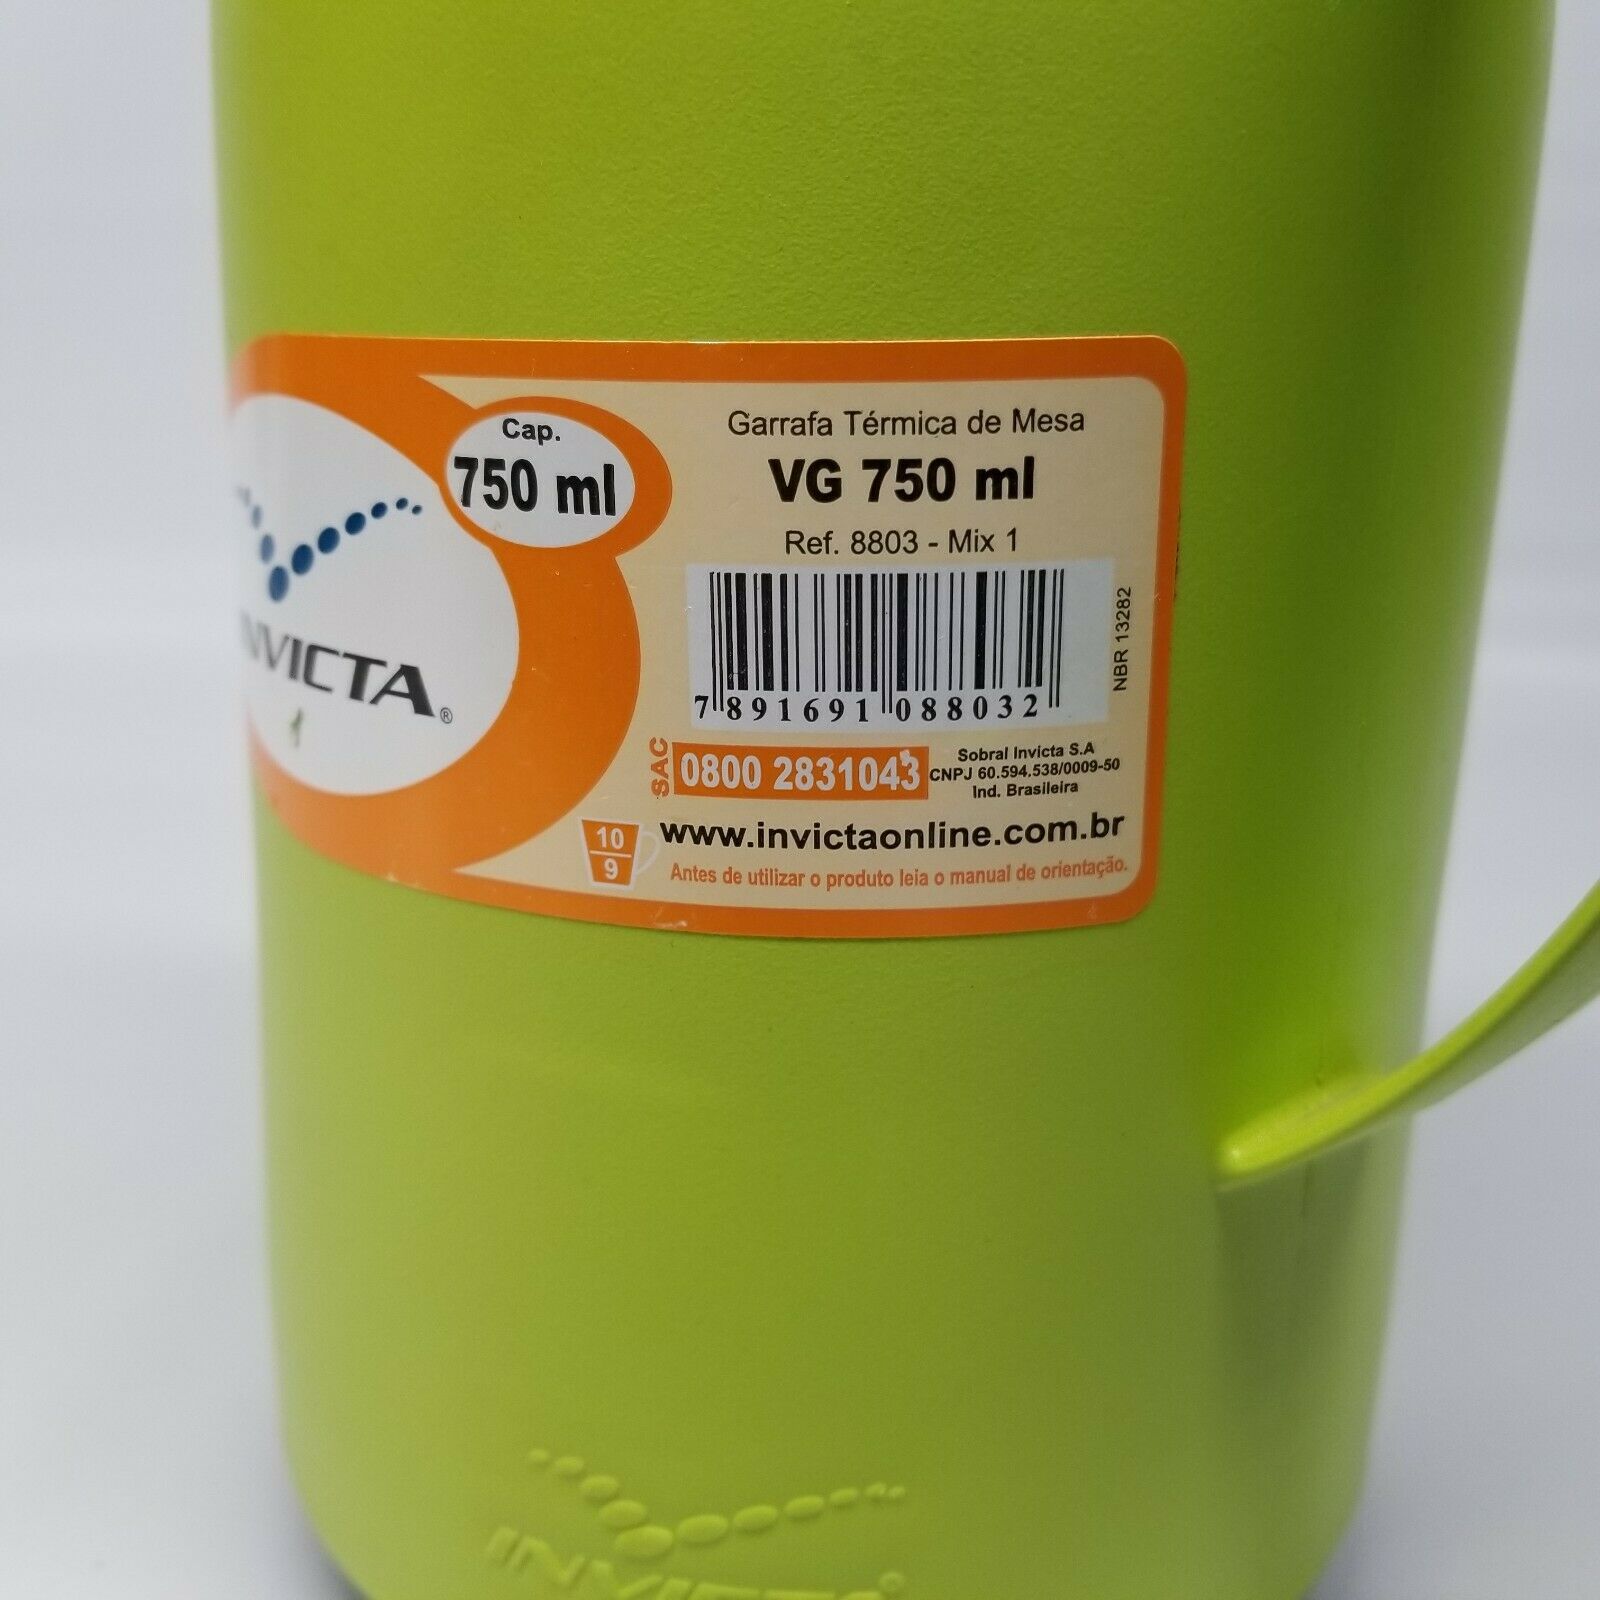 Cap.
750 ml
INVICTA®
1
Garrafa Térmica de Mesa
VG 750 ml
Ref. 8803 - Mix 1
7 891691 088032
NBR 13282
SAC
0800 2831043
Sobral Invicta S.A
CNPJ 60.594.538/0009-50
Ind. Brasileira
10
9
www.invictaonline.com.br
Antes de utilizar o produto leia o manual de orientação.
INVICTA®